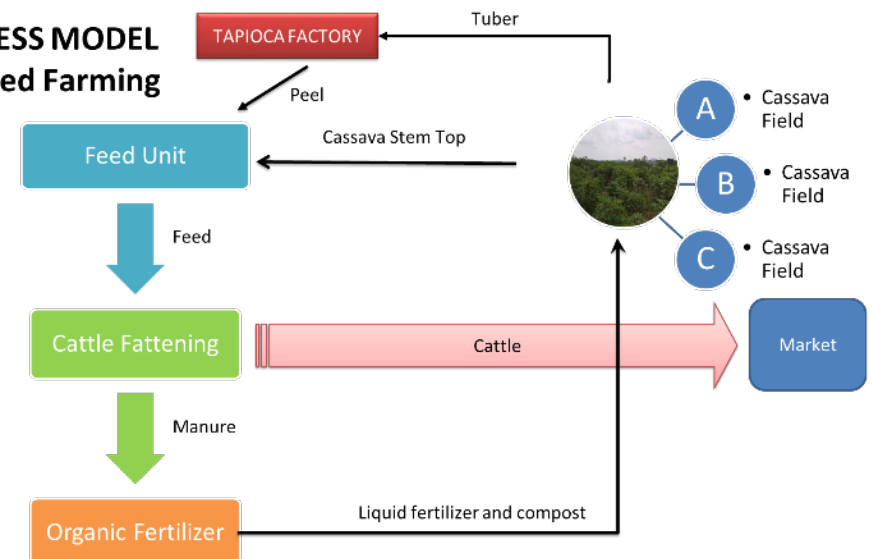 ESS MODEL
ed Farming
TAPIOCA FACTORY
Tuber
Peel
Feed Unit
Cassava Stem Top
A
• Cassava
Field
B
• Cassava
Field
C
• Cassava
Field
Feed
Cattle Fattening
Cattle
Market
Manure
Organic Fertilizer
Liquid fertilizer and compost